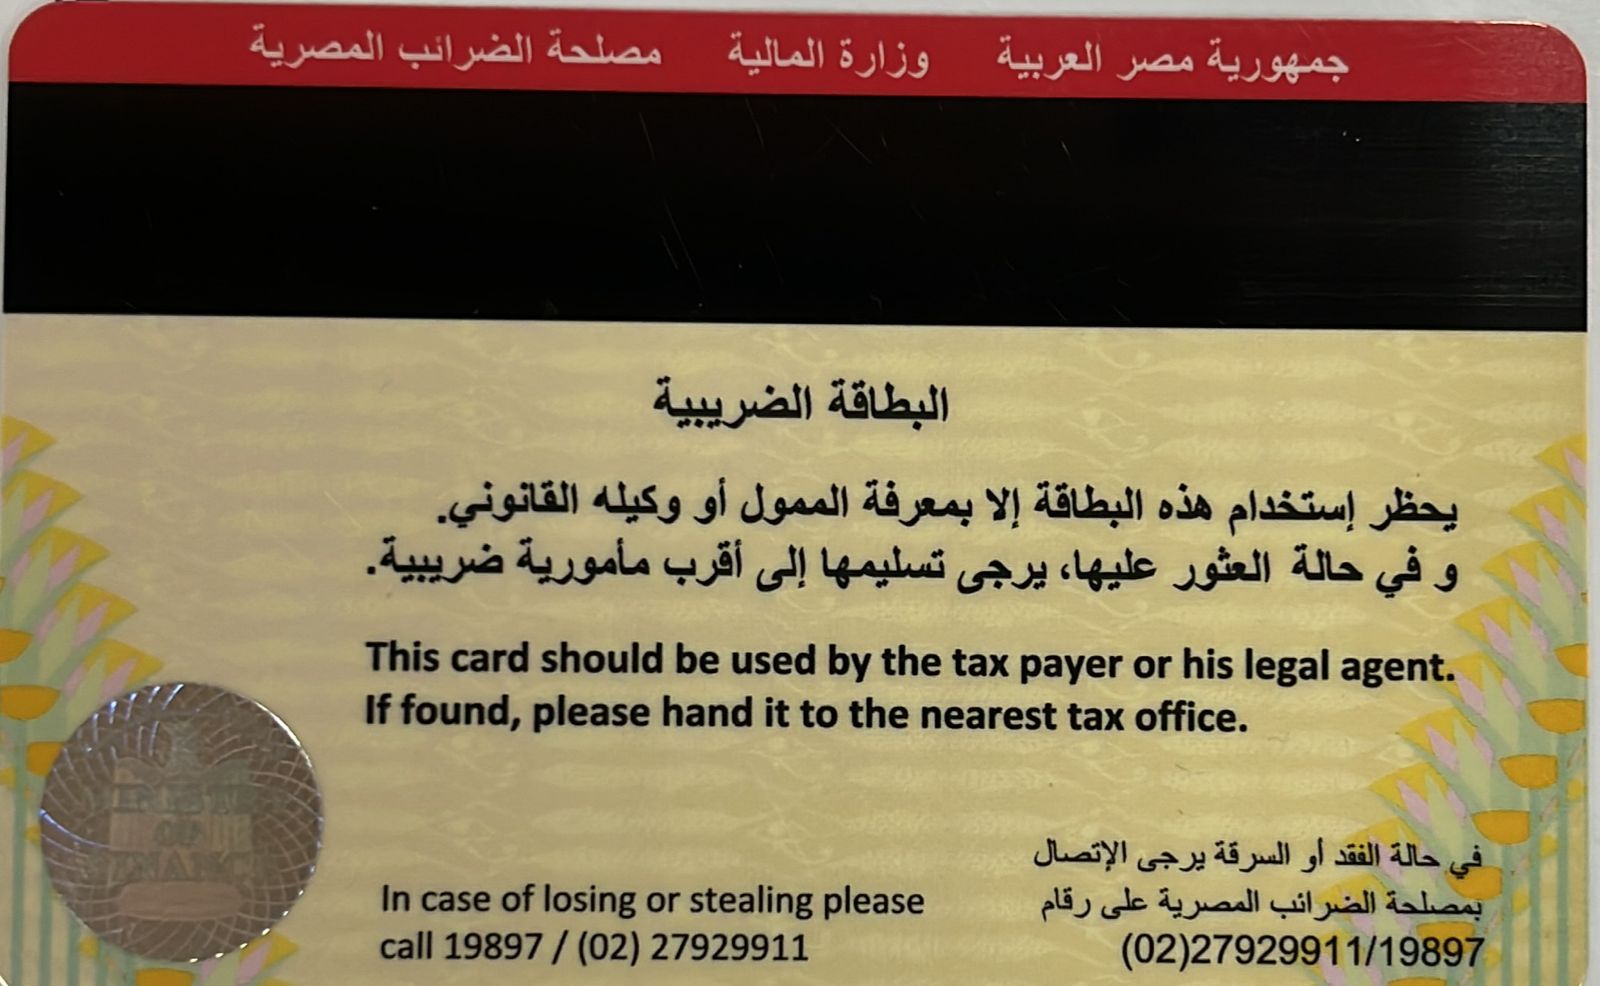 جمهورية مصر العربية وزارة المالية مصلحة الضرائب المصرية
البطاقة الضريبية
يحظر إستخدام هذه البطاقة إلا بمعرفة الممول أو وكيله القانوني.
و في حالة العثور عليها، يرجى تسليمها إلى أقرب مأمورية ضريبية.
This card should be used by the tax payer or his legal agent.
If found, please hand it to the nearest tax office.
MINISTRY
OF
FINANCE
في حالة الفقد أو السرقة يرجى الإتصال
بمصلحة الضرائب المصرية على رقام
(02)27929911/19897
In case of losing or stealing please
call 19897 / (02) 27929911